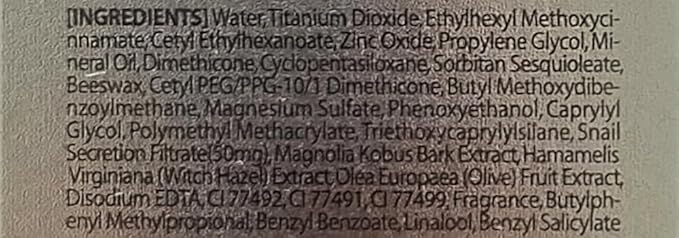 [INGREDIENTS] Water, Titanium Dioxide, Ethylhexyl Methoxyci-
nnamate, Cetyl Ethylhexanoate, Zinc Oxide, Propylene Glycol, Mi-
neral Oil, Dimethicone, Cyclopentasiloxane, Sorbitan Sesquioleate,
Beeswax, Cetyl PEG/PPG-10/1 Dimethicone, Butyl Methoxydibe-
nzoylmethane, Magnesium Sulfate, Phenoxyethanol, Caprylyl
Glycol, Polymethyl Methacrylate, Triethoxycaprylylsilane, Snail
Secretion Filtrate(50mg), Magnolia Kobus Bark Extract, Hamamelis
Virginiana (Witch Hazel) Extract, Olea Europaea (Olive) Fruit Extract,
Disodium EDTA, CI 77492, CI 77491, CI 77499, Fragrance, Butylph-
enyl Methylpropional, Benzyl Benzoate, Linalool, Benzyl Salicylate